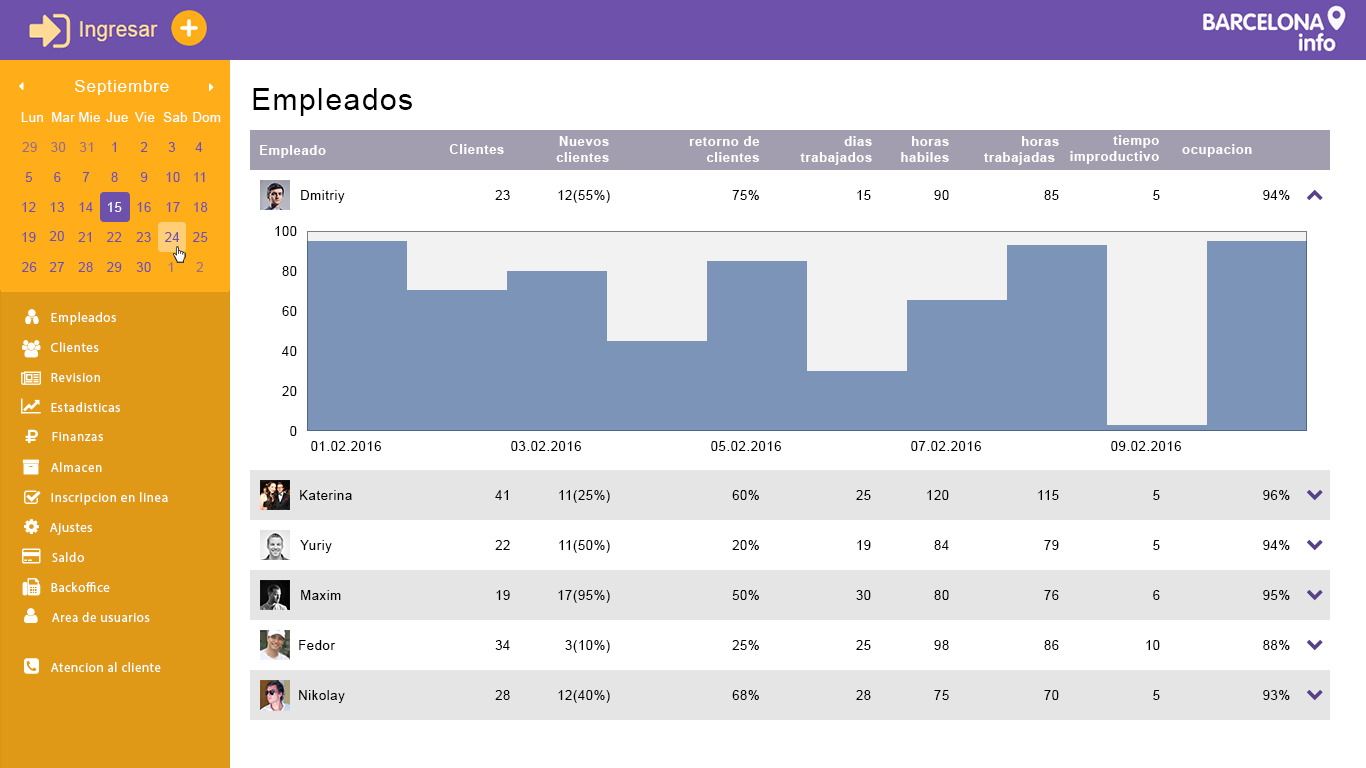 Ingresar
BARCELONA
info
Septiembre
Lun Mar Mie Jue Vie Sab Dom
29 30 31 1 2 3 4
5 6 7 8 9 10 11
12 13 14 15 16 17 18
19 20 21 22 23 24 25
26 27 28 29 30 1 2
Empleados
Clientes
Revision
Estadisticas
Finanzas
Almacen
Inscripcion en linea
Ajustes
Saldo
Backoffice
Area de usuarios
Atencion al cliente
Empleados
Empleado Clientes Nuevos clientes retorno de clientes dias trabajados horas habiles horas trabajadas tiempo improductivo ocupacion
Dmitriy 23 12(55%) 75% 15 90 85 5 94%
100
80
60
40
20
0
01.02.2016 03.02.2016 05.02.2016 07.02.2016 09.02.2016
Katerina 41 11(25%) 60% 25 120 115 5 96%
Yuriy 22 11(50%) 20% 19 84 79 5 94%
Maxim 19 17(95%) 50% 30 80 76 6 95%
Fedor 34 3(10%) 25% 25 98 86 10 88%
Nikolay 28 12(40%) 68% 28 75 70 5 93%